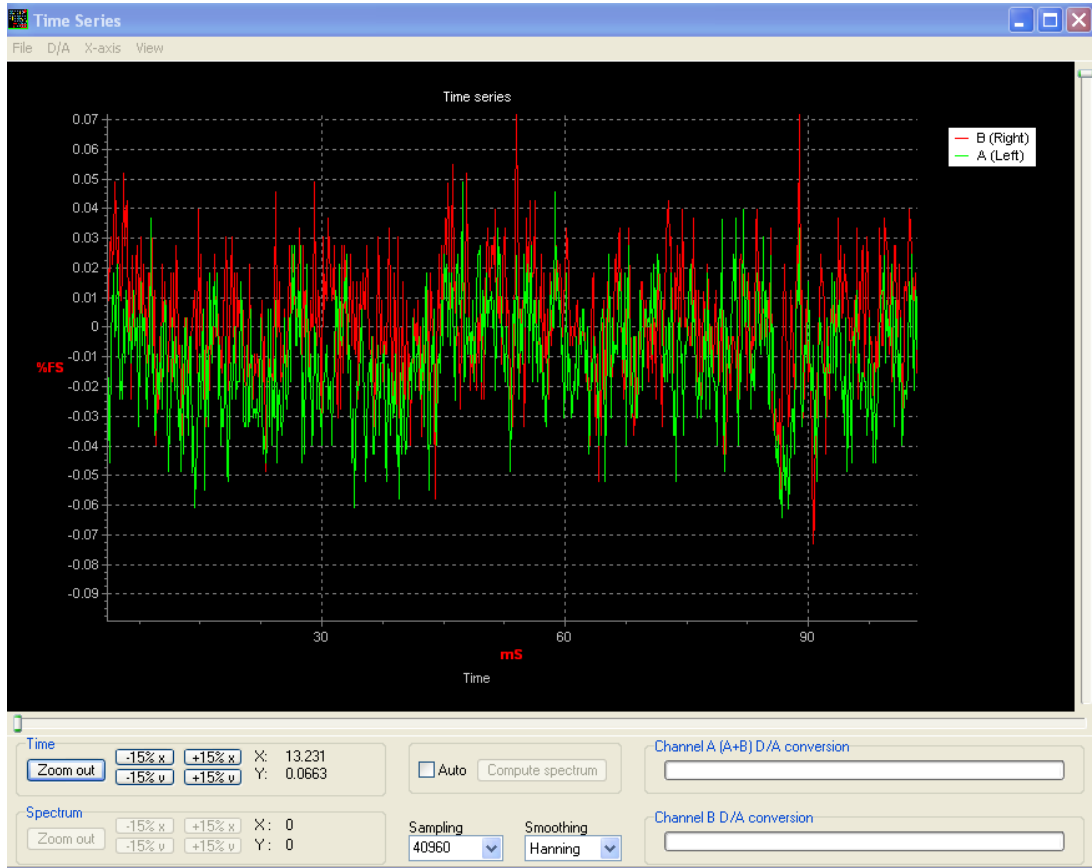 Time Series
File D/A X-axis View
Time series
B (Right)
A (Left)
0.07
0.06
0.05
0.04
0.03
0.02
0.01
0
-0.01
-0.02
-0.03
-0.04
-0.05
-0.06
-0.07
-0.08
-0.09
%FS
30 60 90
mS
Time
Time
Zoom out -15% x +15% x X: 13.231
-15% y +15% y Y: 0.0663
Auto Compute spectrum
Channel A (A+B) D/A conversion
Spectrum
Zoom out -15% x +15% x X: 0
-15% y +15% y Y: 0
Sampling Smoothing
40960 Hanning
Channel B D/A conversion